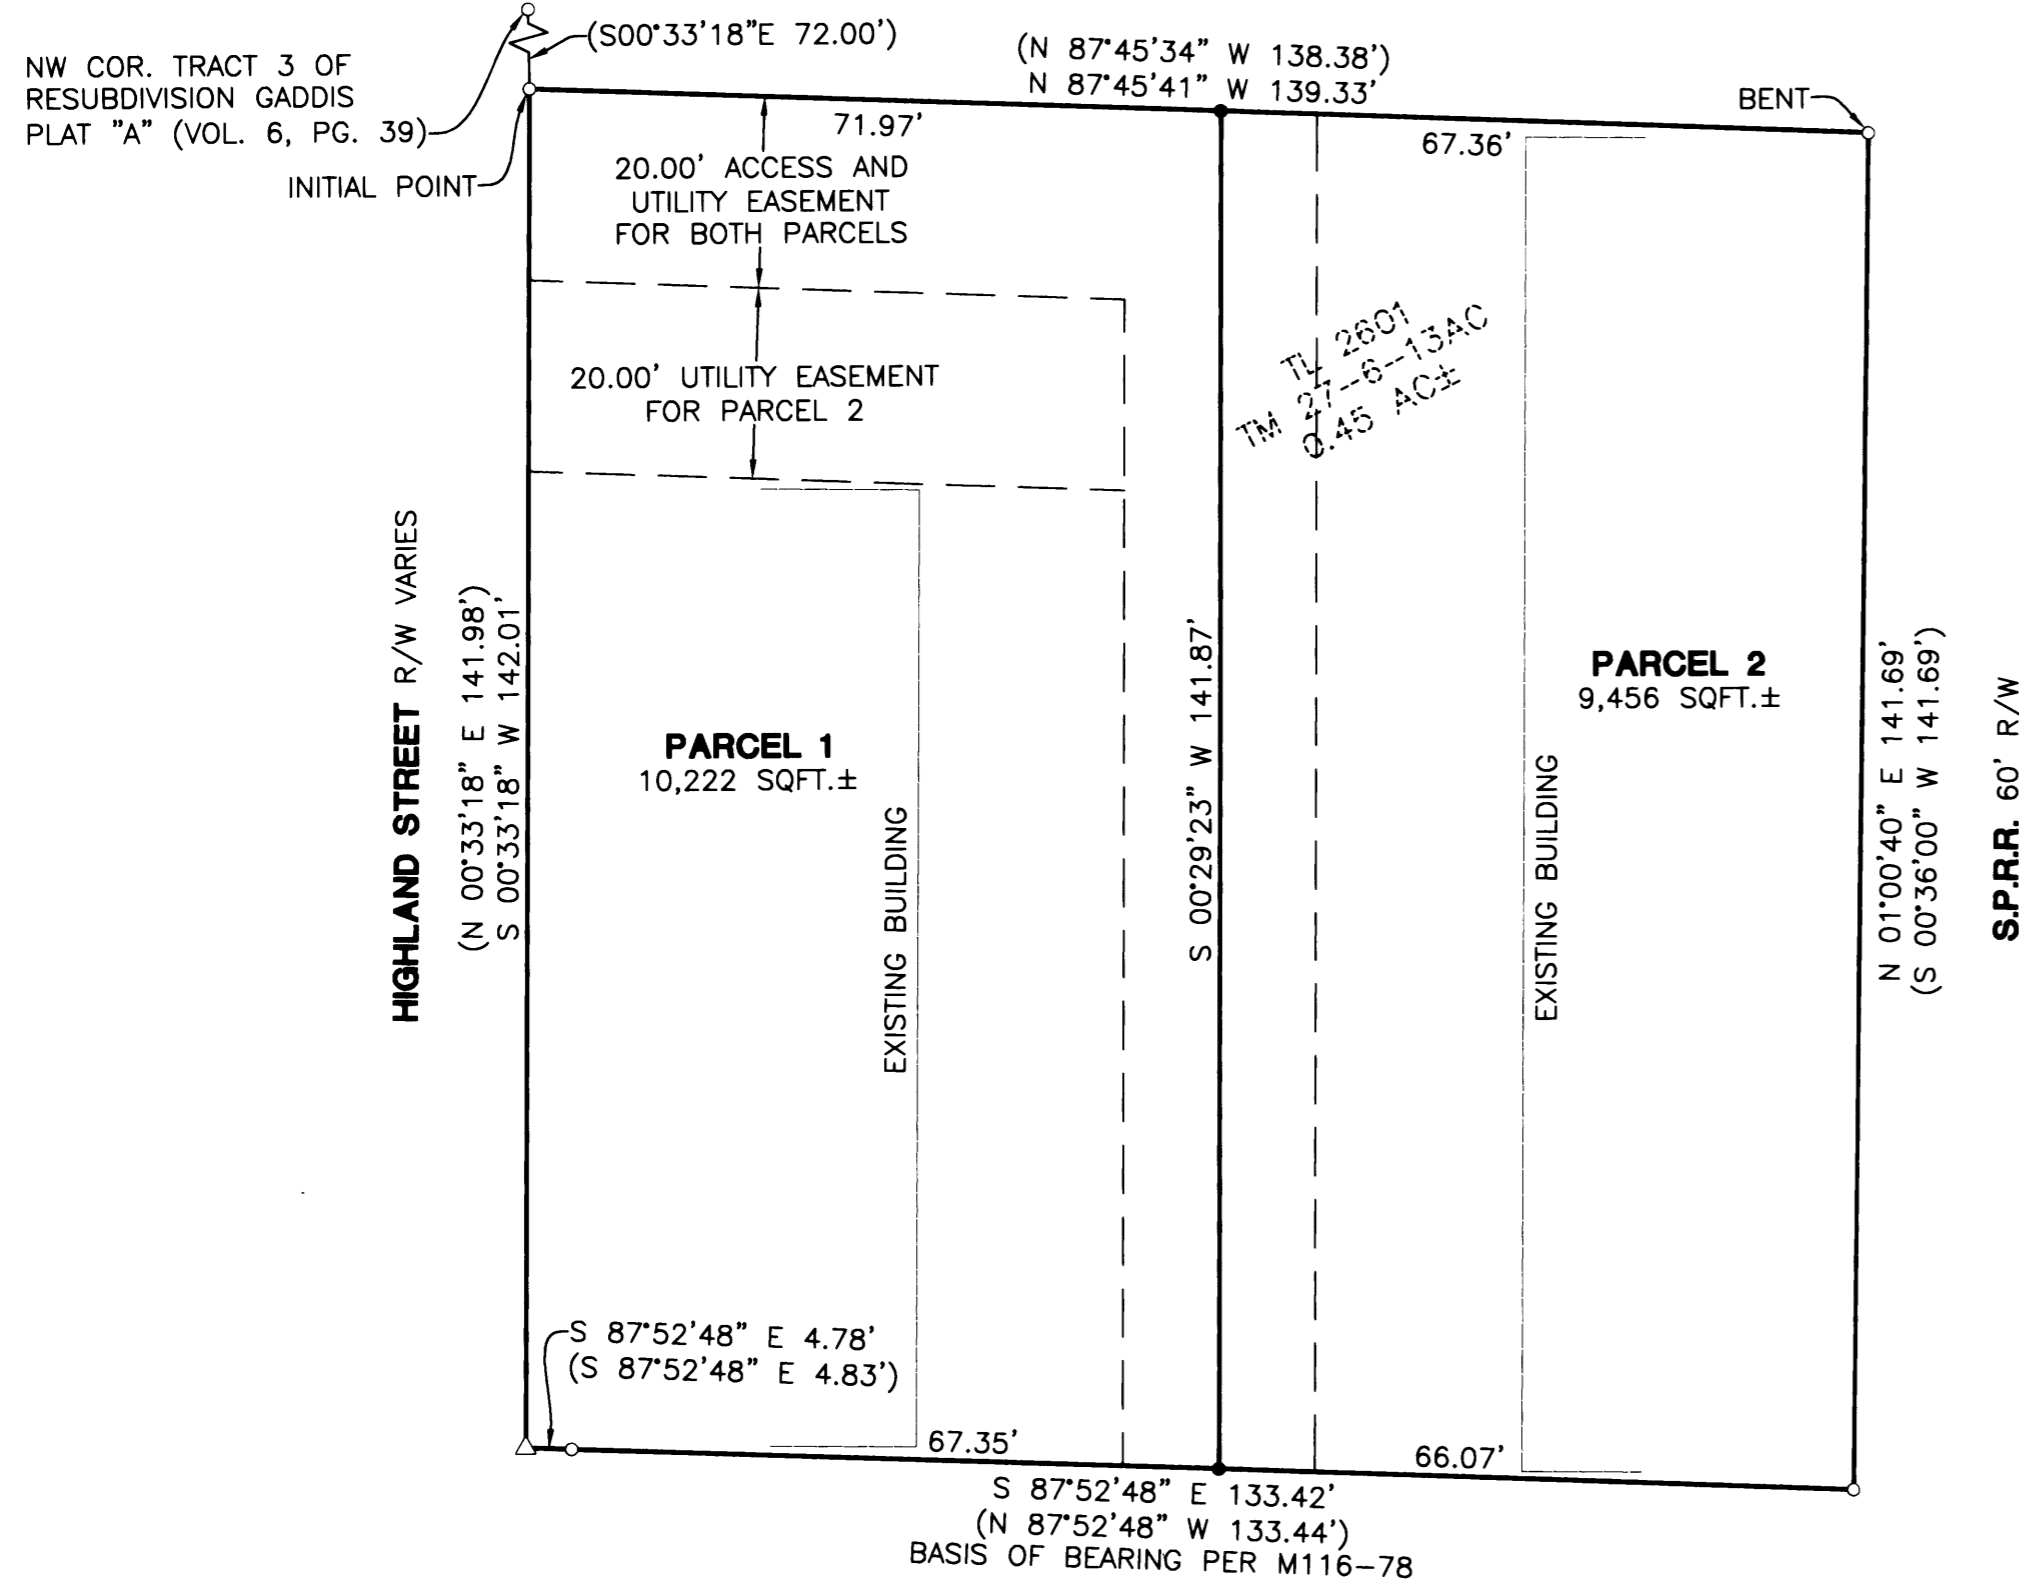 (S00°33'18"E 72.00')
NW COR. TRACT 3 OF
RESUBDIVISION GADDIS
PLAT "A" (VOL. 6, PG. 39)
INITIAL POINT
(N 87°45'34" W 138.38')
N 87°45'41" W 139.33'
BENT
71.97'
67.36'
20.00' ACCESS AND
UTILITY EASEMENT
FOR BOTH PARCELS
20.00' UTILITY EASEMENT
FOR PARCEL 2
TL 2601
TM 27-6-13AC
0.45 AC±
HIGHLAND STREET R/W VARIES
(N 00°33'18" E 141.98')
S 00°33'18" W 142.01'
PARCEL 1
10,222 SQFT.±
EXISTING BUILDING
S 00°29'23" W 141.87'
EXISTING BUILDING
PARCEL 2
9,456 SQFT.±
N 01°00'40" E 141.69'
(S 00°36'00" W 141.69')
S.P.R.R. 60' R/W
S 87°52'48" E 4.78'
(S 87°52'48" E 4.83')
67.35'
66.07'
S 87°52'48" E 133.42'
(N 87°52'48" W 133.44')
BASIS OF BEARING PER M116-78